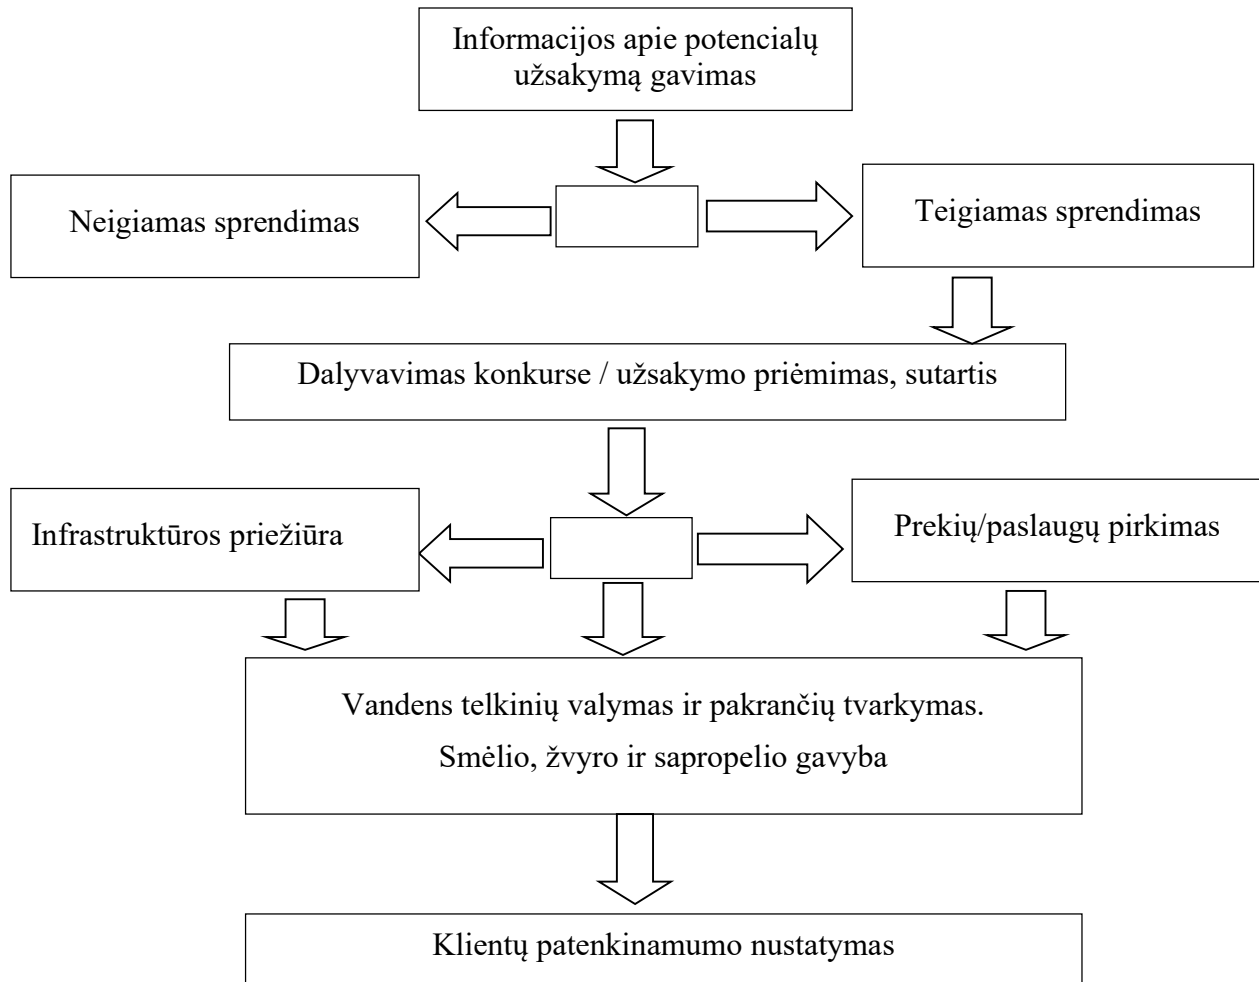 Informacijos apie potencialų
užsakymą gavimas
Neigiamas sprendimas
Teigiamas sprendimas
Dalyvavimas konkurse / užsakymo priėmimas, sutartis
Infrastruktūros priežiūra
Prekių/paslaugų pirkimas
Vandens telkinių valymas ir pakrančių tvarkymas.
Smėlio, žvyro ir sapropelio gavyba
Klientų patenkinamumo nustatymas